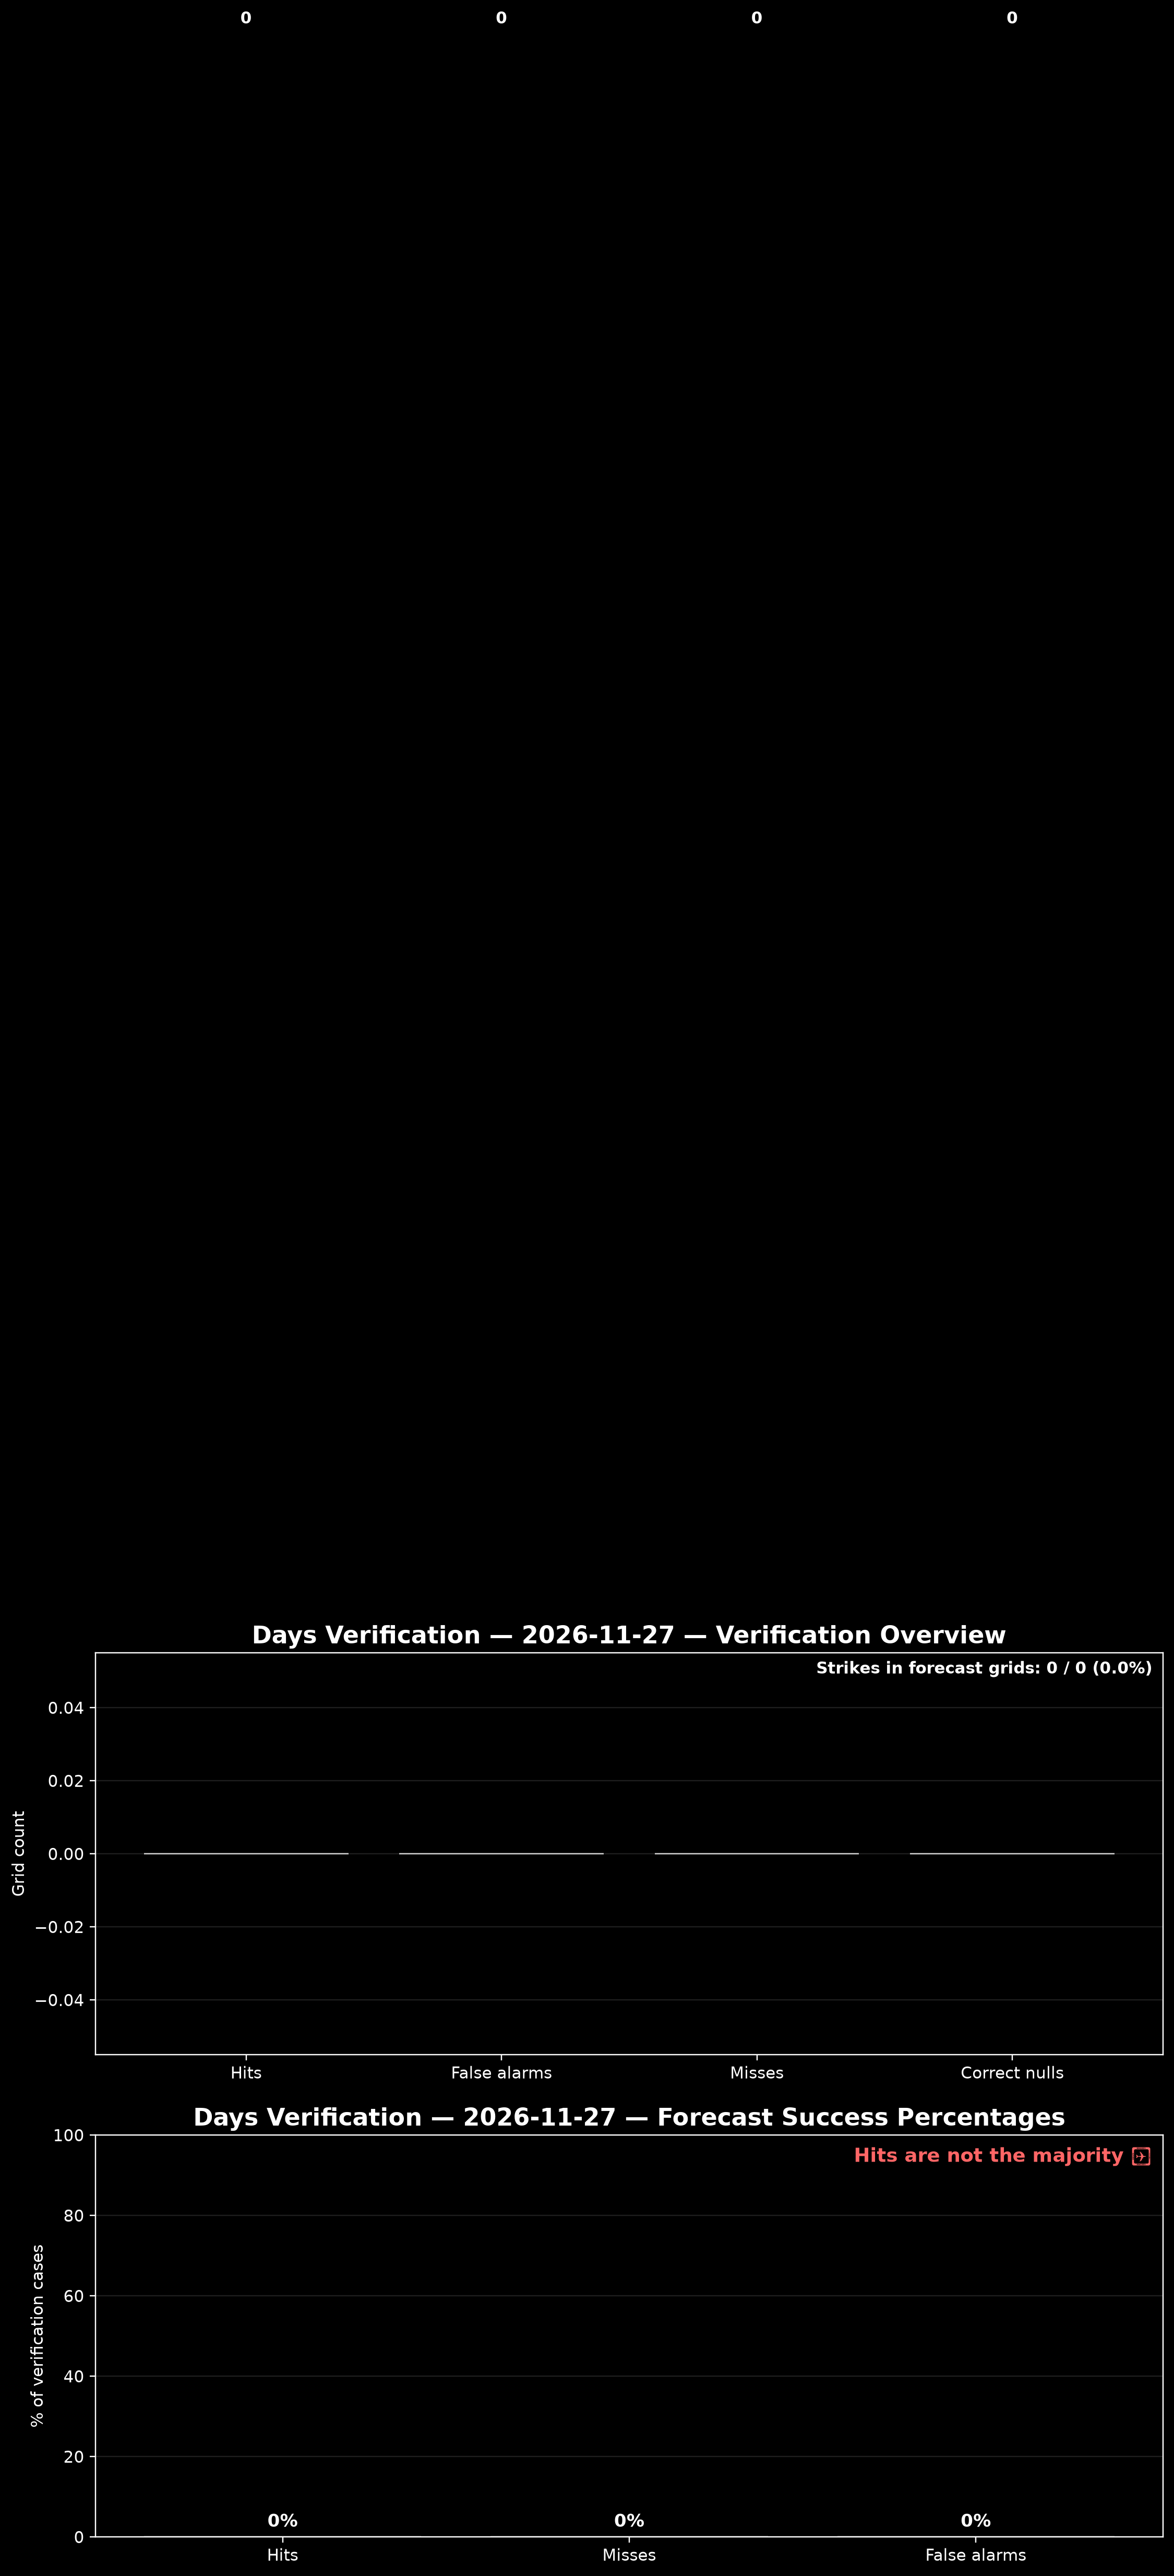 0 0 0 0
Days Verification — 2026-11-27 — Verification Overview
Strikes in forecast grids: 0 / 0 (0.0%)
Grid count
0.04
0.02
0.00
−0.02
−0.04
Hits False alarms Misses Correct nulls
Days Verification — 2026-11-27 — Forecast Success Percentages
Hits are not the majority
% of verification cases
100
80
60
40
20
0
0% 0% 0%
Hits Misses False alarms